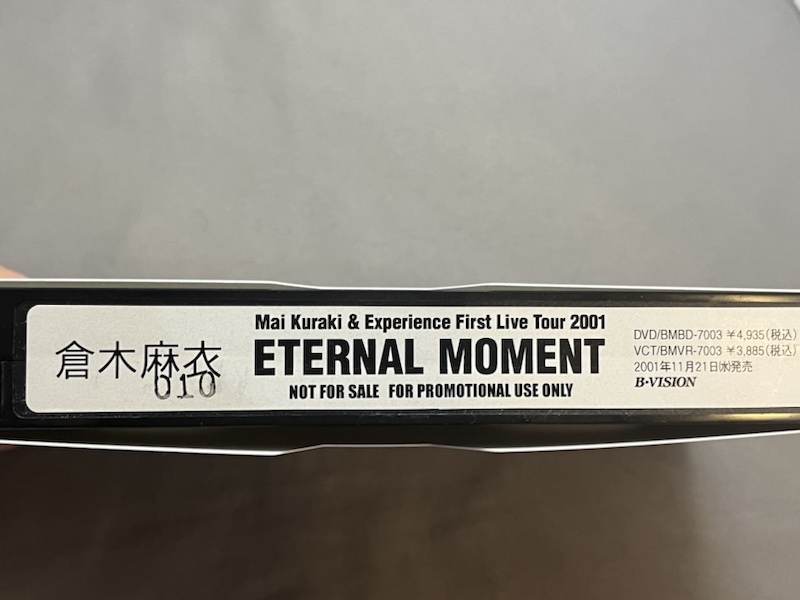 倉木麻衣
010
Mai Kuraki & Experience First Live Tour 2001
ETERNAL MOMENT
NOT FOR SALE FOR PROMOTIONAL USE ONLY
DVD/BMBD-7003 ¥4,935(税込)
VCT/BMVR-7003 ¥3,885(税込)
2001年11月21日(水)発売
B·VISION